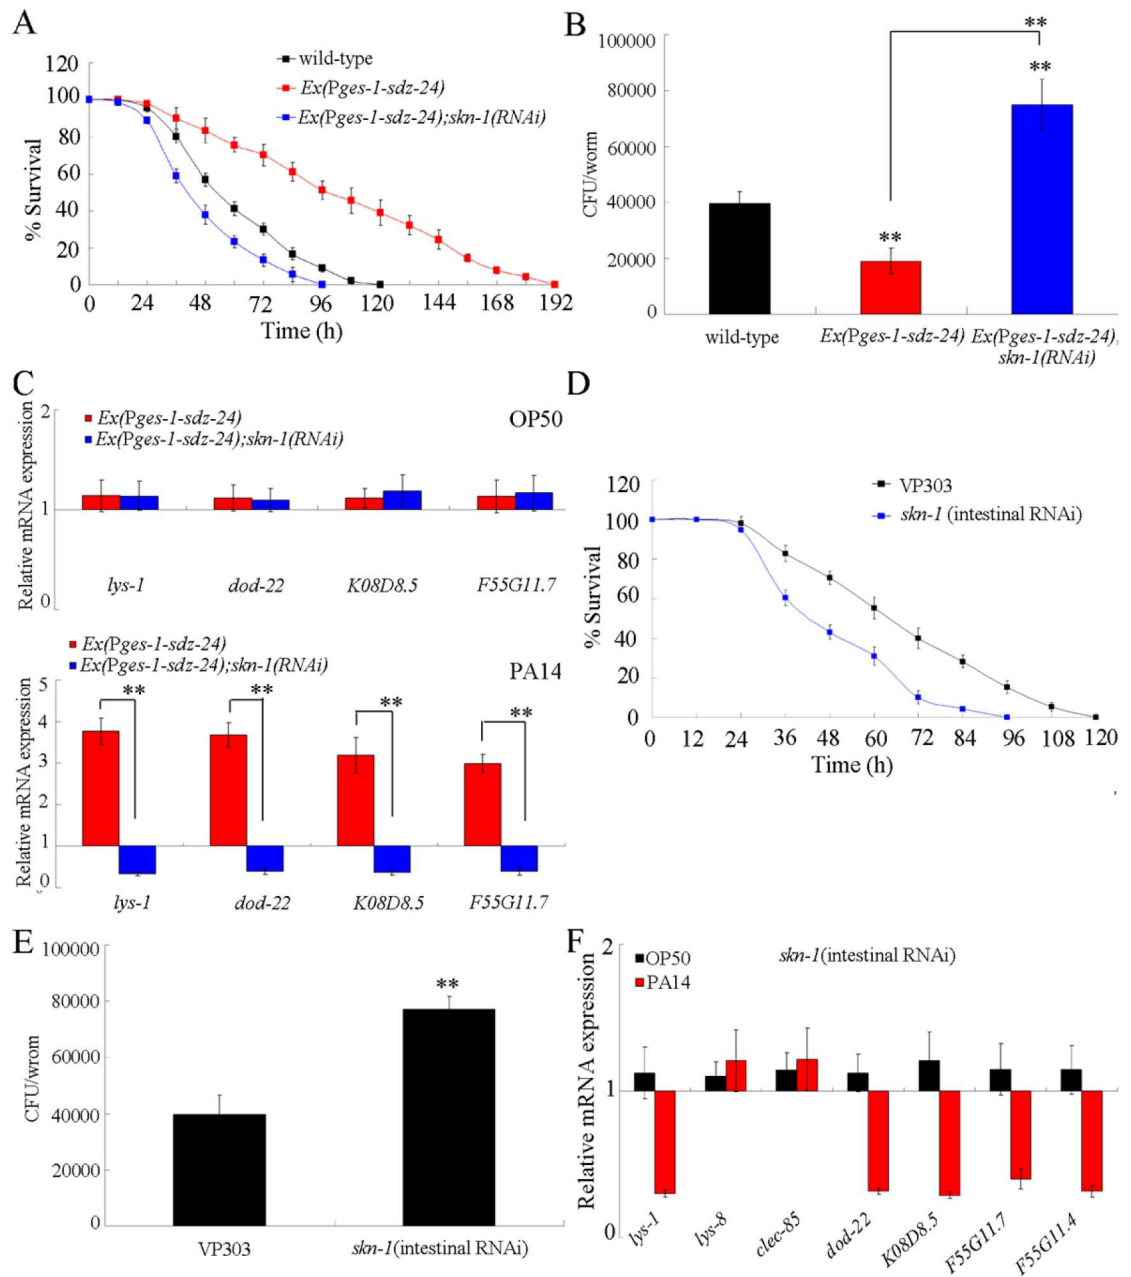 A
wild-type
Ex(Pges-1-sdz-24)
Ex(Pges-1-sdz-24);skn-1(RNAi)
% Survival
120
100
80
60
40
20
0
0 24 48 72 96 120 144 168 192
Time (h)
B
CFU/worm
100000
80000
60000
40000
20000
0
**
**
**
wild-type
Ex(Pges-1-sdz-24)
Ex(Pges-1-sdz-24);
skn-1(RNAi)
C
Relative mRNA expression
2
1
0
Ex(Pges-1-sdz-24)
Ex(Pges-1-sdz-24);skn-1(RNAi)
OP50
lys-1 dod-22 K08D8.5 F55G11.7
Ex(Pges-1-sdz-24)
Ex(Pges-1-sdz-24);skn-1(RNAi)
PA14
Relative mRNA expression
5
4
3
2
1
0
** ** ** **
lys-1 dod-22 K08D8.5 F55G11.7
D
VP303
skn-1 (intestinal RNAi)
% Survival
120
100
80
60
40
20
0
0 12 24 36 48 60 72 84 96 108 120
Time (h)
E
CFU/wrom
100000
80000
60000
40000
20000
0
**
VP303 skn-1(intestinal RNAi)
F
Relative mRNA expression
2
1
0
OP50
PA14
skn-1(intestinal RNAi)
lys-1 lys-8 clec-85 dod-22 K08D8.5 F55G11.7 F55G11.4